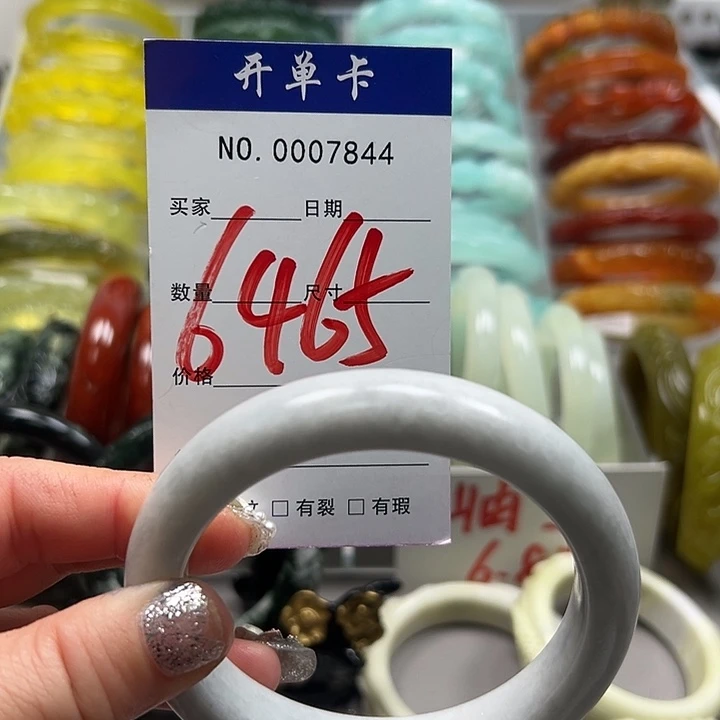 开单卡
NO. 0007844
买家 日期
数量 尺寸
6465
价格
□ 有裂 □ 有瑕